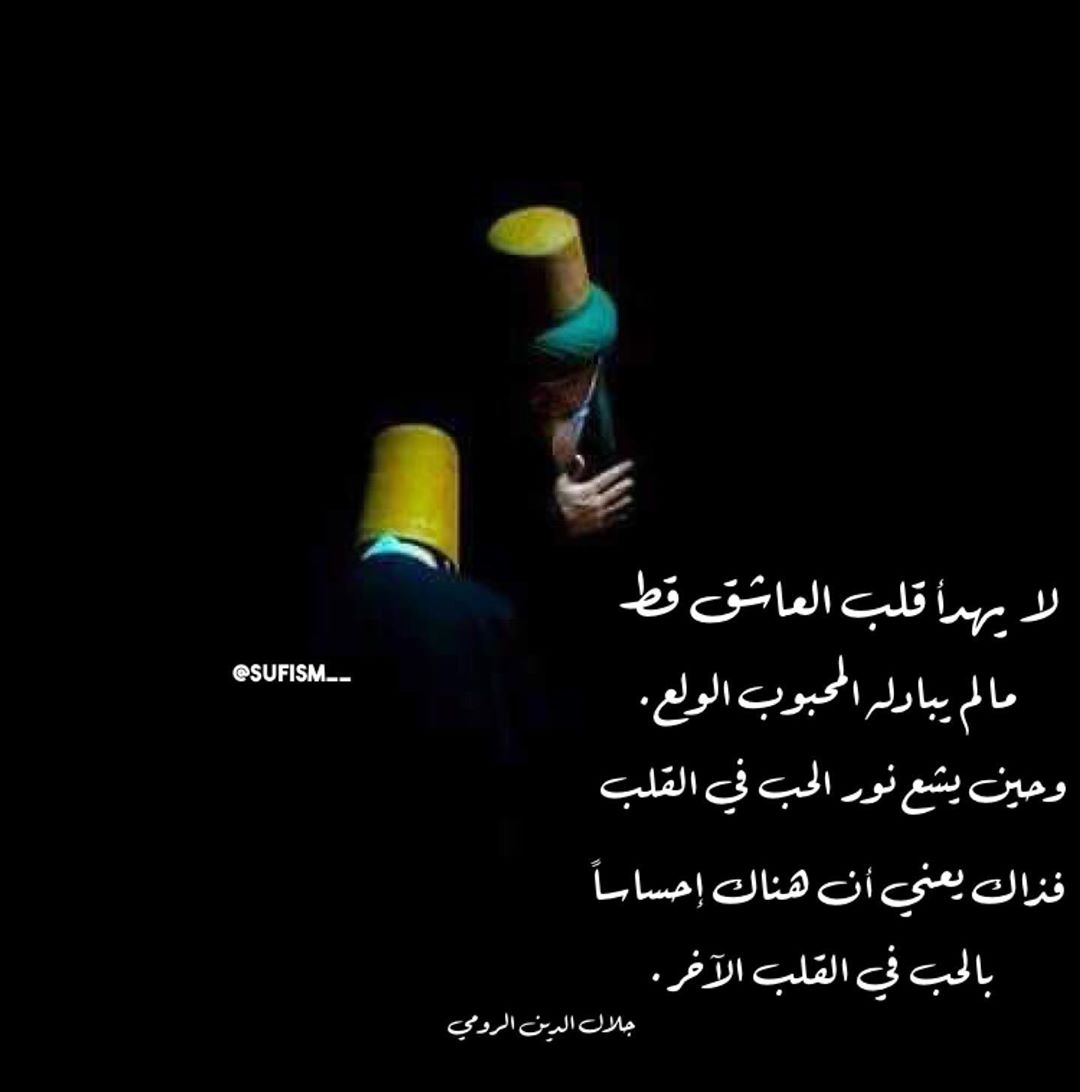 لا يهدأ قلب العاشق قط
مالم يبادله المحبوب الولع.
@SUFISM__
وحين يشع نور الحب في القلب
فذاك يعني أن هناك إحساساً
بالحب في القلب الآخر.
جلال الدين الرومي